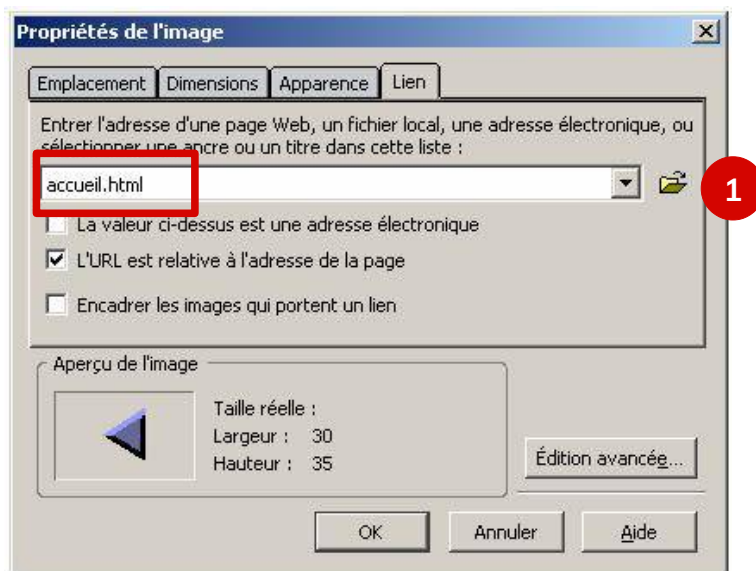 Propriétés de l'image
Emplacement Dimensions Apparence Lien
Entrer l'adresse d'une page Web, un fichier local, une adresse électronique, ou
sélectionner une ancre ou un titre dans cette liste :
accueil.html
1
La valeur ci-dessus est une adresse électronique
L'URL est relative à l'adresse de la page
Encadrer les images qui portent un lien
Aperçu de l'image
Taille réelle :
Largeur : 30
Hauteur : 35
Édition avancée...
OK Annuler Aide